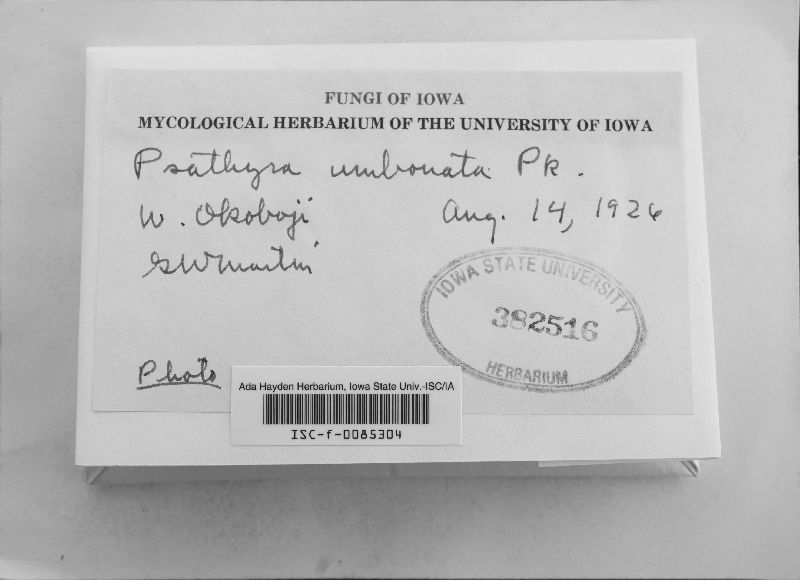 FUNGI OF IOWA
MYCOLOGICAL HERBARIUM OF THE UNIVERSITY OF IOWA
Psathyra umbonata Pk.
W. Okoboji Aug. 14, 1926
GWMartin
IOWA STATE UNIVERSITY
382516
HERBARIUM
Photo
Ada Hayden Herbarium, Iowa State Univ.-ISC/IA
ISC-f-0085304